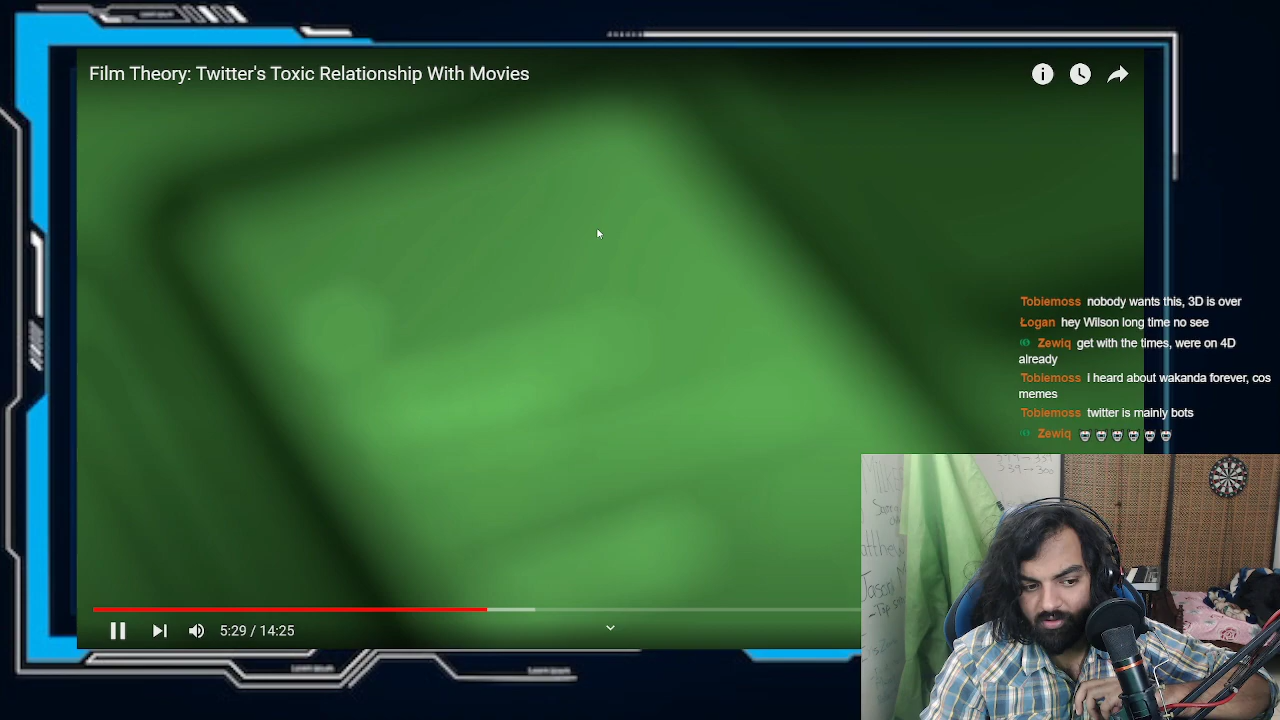 Film Theory: Twitter's Toxic Relationship With Movies
Tobiemoss nobody wants this, 3D is over
Łogan hey Wilson long time no see
Zewiq get with the times, were on 4D
already
Tobiemoss i heard about wakanda forever, cos
memes
Tobiemoss twitter is mainly bots
Zewiq
5:29 / 14:25